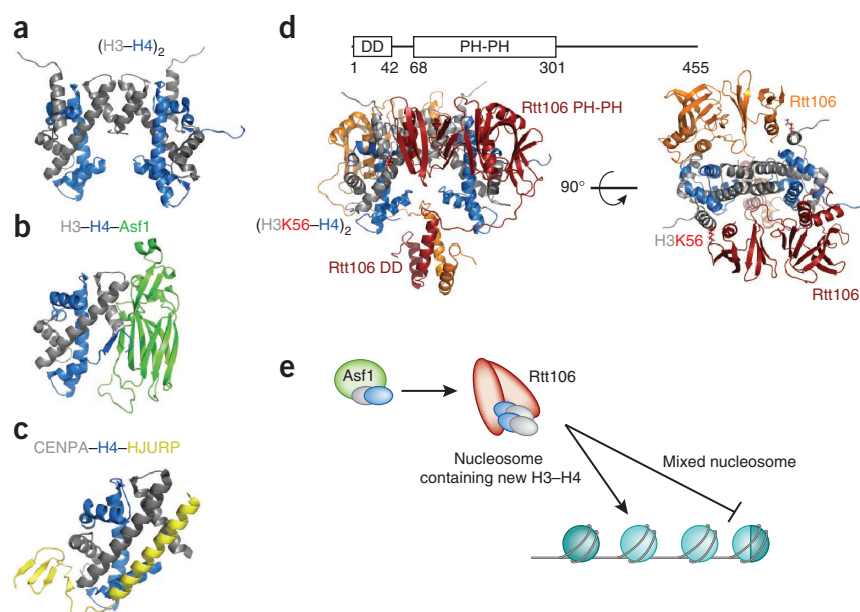 a
(H3–H4)2
b
H3–H4–Asf1
c
CENPA–H4–HJURP
d
DD
PH-PH
1
42
68
301
455
Rtt106 PH-PH
(H3K56–H4)2
Rtt106 DD
90°
Rtt106
H3K56
Rtt106
e
Asf1
Rtt106
Nucleosome
containing new H3–H4
Mixed nucleosome